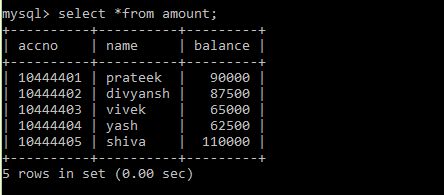 mysql> select *from amount;
+----------+----------+---------+
| accno    | name     | balance |
+----------+----------+---------+
| 10444401 | prateek  |   90000 |
| 10444402 | divyansh |   87500 |
| 10444403 | vivek    |   65000 |
| 10444404 | yash     |   62500 |
| 10444405 | shiva    |  110000 |
+----------+----------+---------+
5 rows in set (0.00 sec)